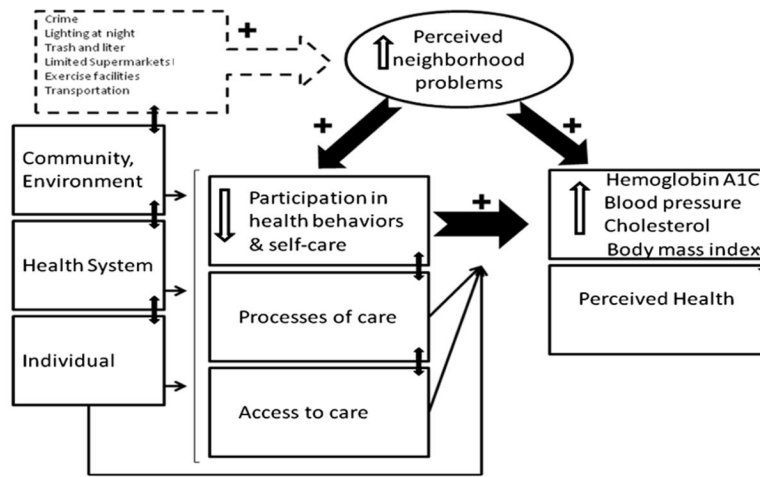 Crime
Lighting at night
Trash and liter
Limited Supermarkets
Exercise facilities
Transportation
+
Perceived
neighborhood
problems
+
+
Community,
Environment
Health System
Individual
Participation in
health behaviors
& self-care
+
Processes of care
Access to care
Hemoglobin A1C
Blood pressure
Cholesterol
Body mass index
Perceived Health